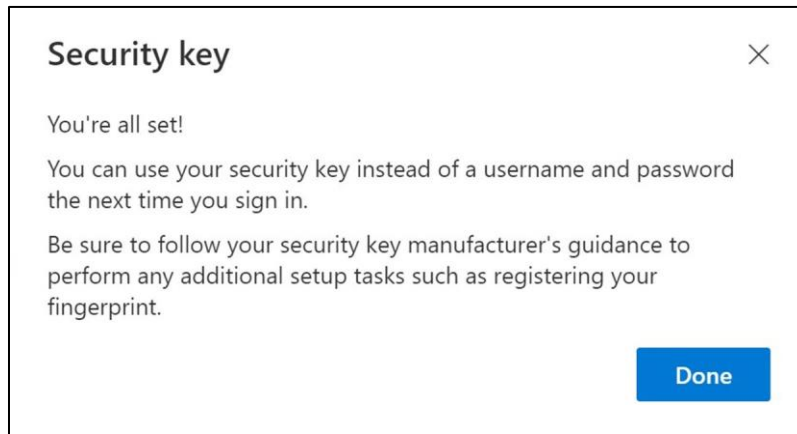 Security key
You're all set!
You can use your security key instead of a username and password
the next time you sign in.
Be sure to follow your security key manufacturer's guidance to
perform any additional setup tasks such as registering your
fingerprint.
Done